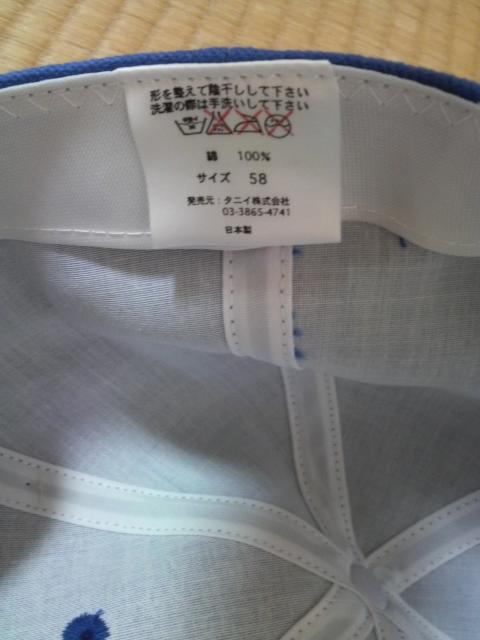 形を整えて陰干しして下さい
洗濯の際は手洗いして下さい
綿 100%
サイズ 58
発売元：タニイ株式会社
03-3865-4741
日本製